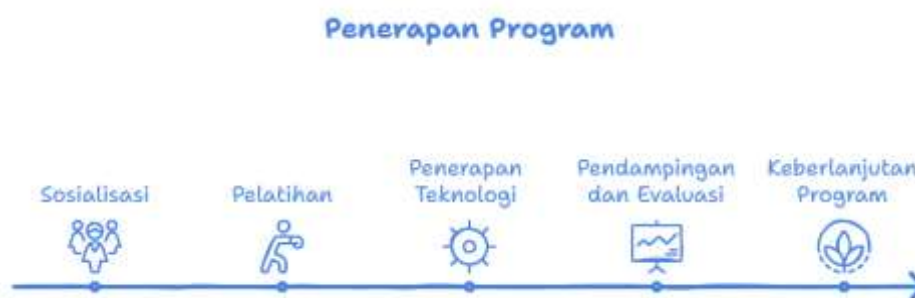 Penerapan Program
Sosialisasi
Pelatihan
Penerapan
Teknologi
Pendampingan
dan Evaluasi
Keberlanjutan
Program